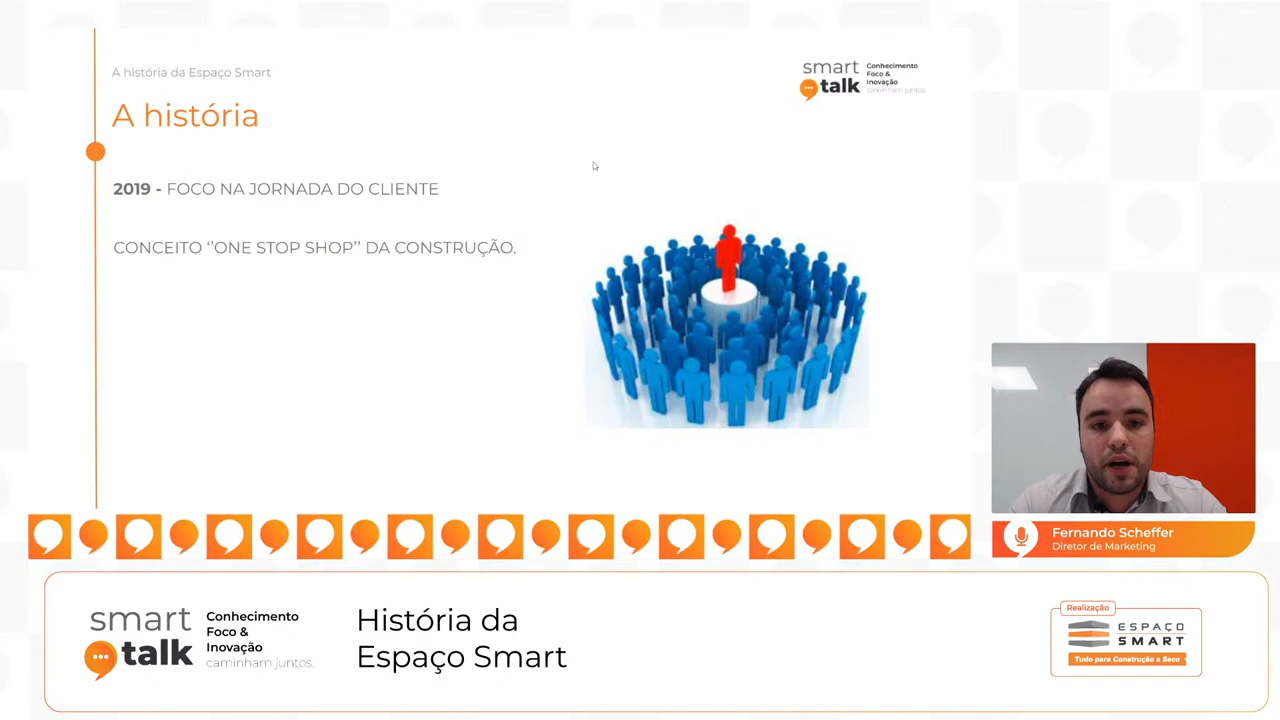 A história da Espaço Smart
A história
smart
talk
Conhecimento
Foco &
Inovação
caminham juntos.
2019 - FOCO NA JORNADA DO CLIENTE
CONCEITO ‘’ONE STOP SHOP’’ DA CONSTRUÇÃO.
Fernando Scheffer
Diretor de Marketing
smart
talk
Conhecimento
Foco &
Inovação
caminham juntos.
História da
Espaço Smart
Realização
ESPAÇO
SMART
Tudo para Construção a Seco